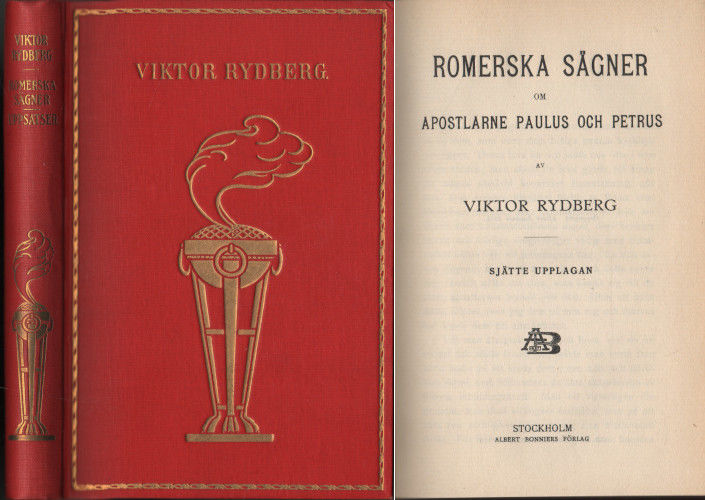 VIKTOR
RYDBERG
ROMERSKA
SÄGNER
UPPSATSER
VIKTOR RYDBERG.
ROMERSKA SÄGNER
OM
APOSTLARNE PAULUS OCH PETRUS
AV
VIKTOR RYDBERG
SJÄTTE UPPLAGAN
STOCKHOLM
ALBERT BONNIERS FÖRLAG